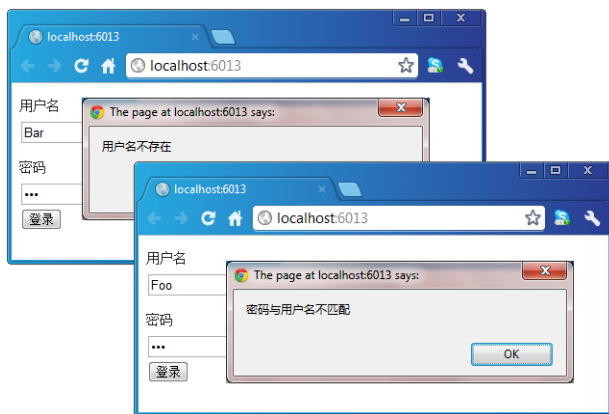 localhost:6013
localhost:6013
用户名
The page at localhost:6013 says:
Bar
用户名不存在
密码
•••
登录
localhost:6013
localhost:6013
用户名
The page at localhost:6013 says:
Foo
密码与用户名不匹配
密码
•••
OK
登录